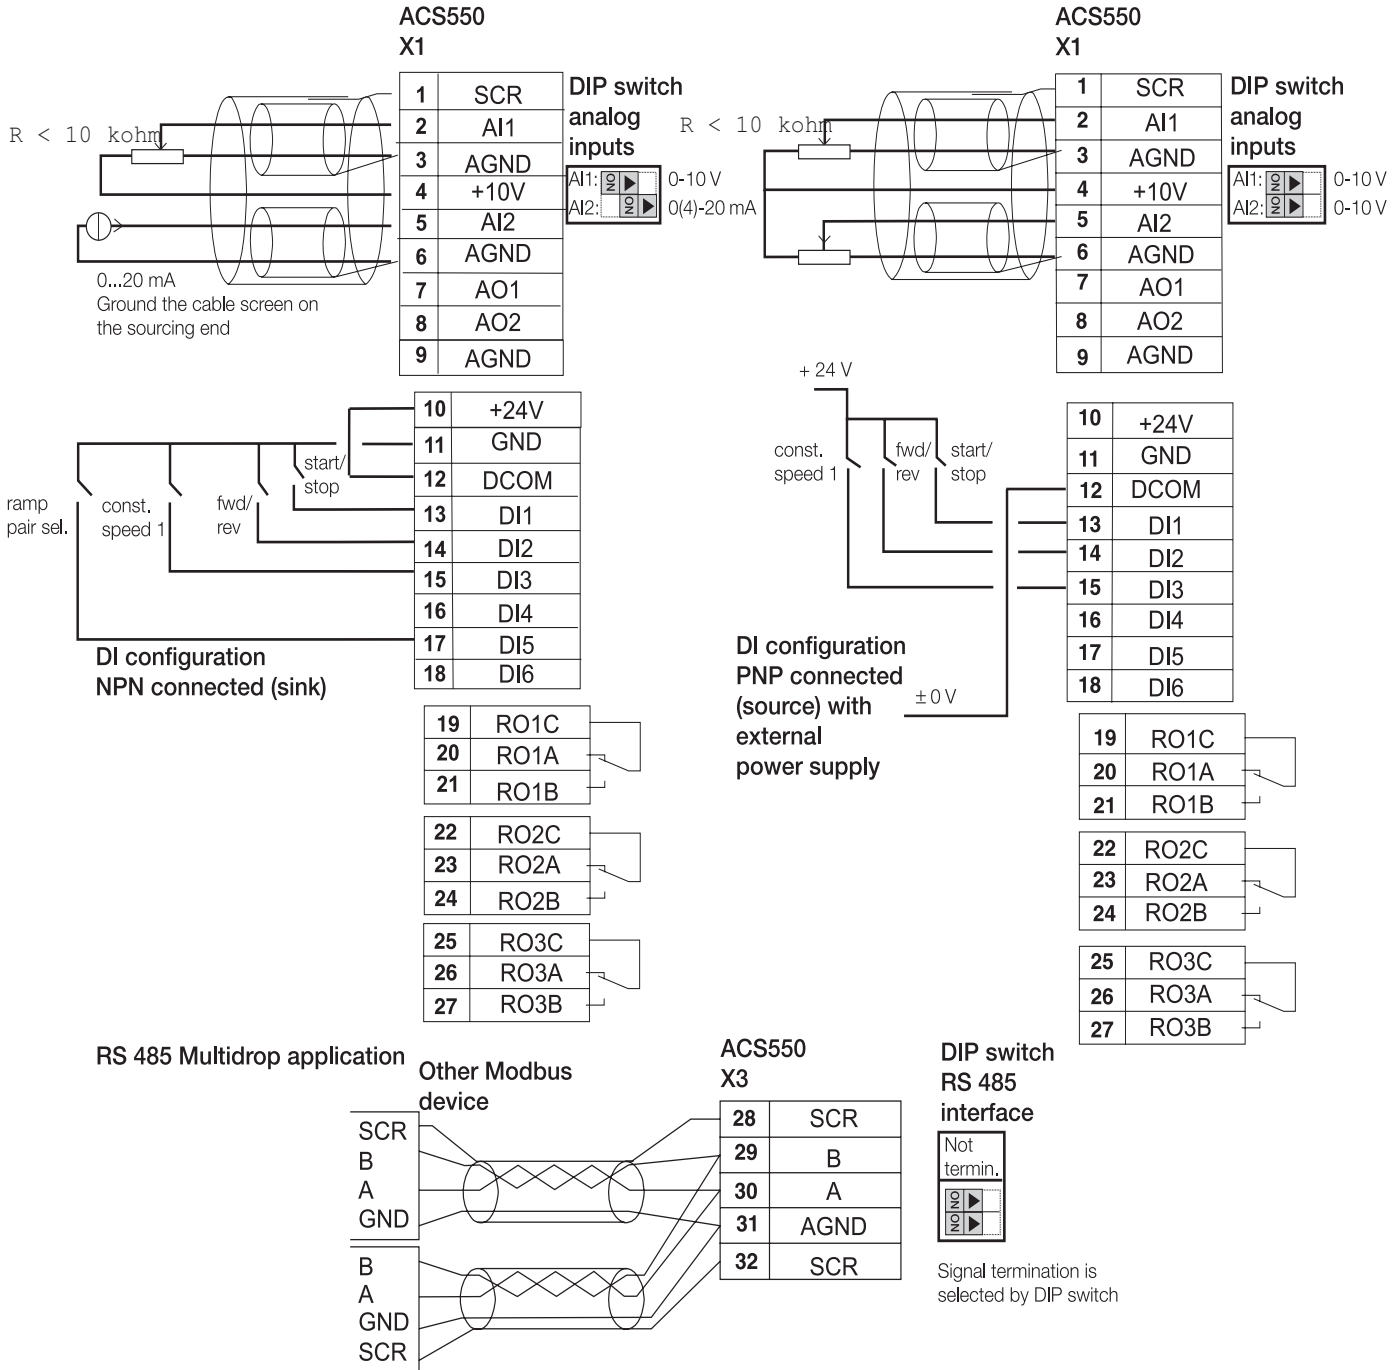 ACS550
X1
1 SCR
2 AI1
3 AGND
4 +10V
5 AI2
6 AGND
7 AO1
8 AO2
9 AGND
DIP switch
analog
inputs
AI1: ON 0-10 V
AI2: ON 0(4)-20 mA
R < 10 kohm
0...20 mA
Ground the cable screen on
the sourcing end
10 +24V
11 GND
12 DCOM
13 DI1
14 DI2
15 DI3
16 DI4
17 DI5
18 DI6
ramp
pair sel.
const.
speed 1
fwd/
rev
start/
stop
DI configuration
NPN connected (sink)
19 RO1C
20 RO1A
21 RO1B
22 RO2C
23 RO2A
24 RO2B
25 RO3C
26 RO3A
27 RO3B
ACS550
X1
1 SCR
2 AI1
3 AGND
4 +10V
5 AI2
6 AGND
7 AO1
8 AO2
9 AGND
DIP switch
analog
inputs
AI1: ON 0-10 V
AI2: ON 0-10 V
R < 10 kohm
+ 24 V
10 +24V
11 GND
12 DCOM
13 DI1
14 DI2
15 DI3
16 DI4
17 DI5
18 DI6
const.
speed 1
fwd/
rev
start/
stop
DI configuration
PNP connected
(source) with
external
power supply
± 0 V
19 RO1C
20 RO1A
21 RO1B
22 RO2C
23 RO2A
24 RO2B
25 RO3C
26 RO3A
27 RO3B
RS 485 Multidrop application
Other Modbus
device
SCR
B
A
GND
B
A
GND
SCR
ACS550
X3
28 SCR
29 B
30 A
31 AGND
32 SCR
DIP switch
RS 485
interface
Not
termin.
ON
ON
Signal termination is
selected by DIP switch